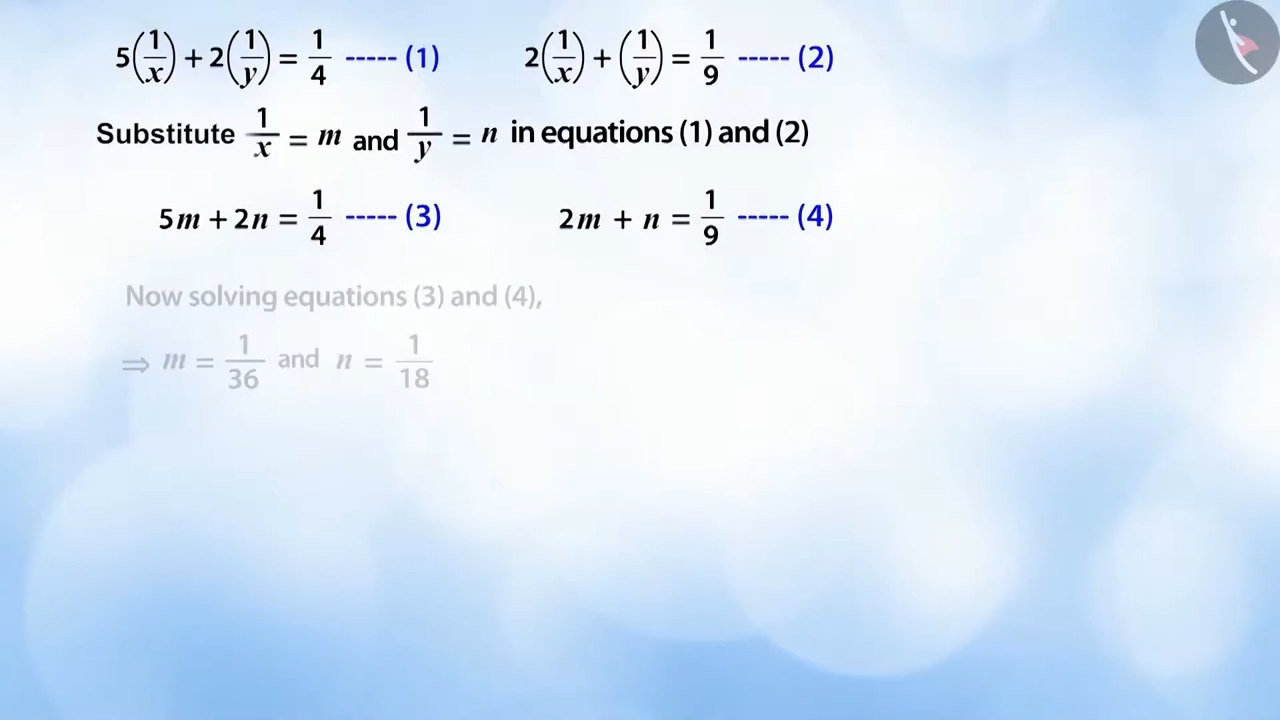 5(1/x) + 2(1/y) = 1/4 ----- (1) 2(1/x) + (1/y) = 1/9 ----- (2)
Substitute 1/x = m and 1/y = n in equations (1) and (2)
5m + 2n = 1/4 ----- (3) 2m + n = 1/9 ----- (4)
Now solving equations (3) and (4),
⇒ m = 1/36 and n = 1/18